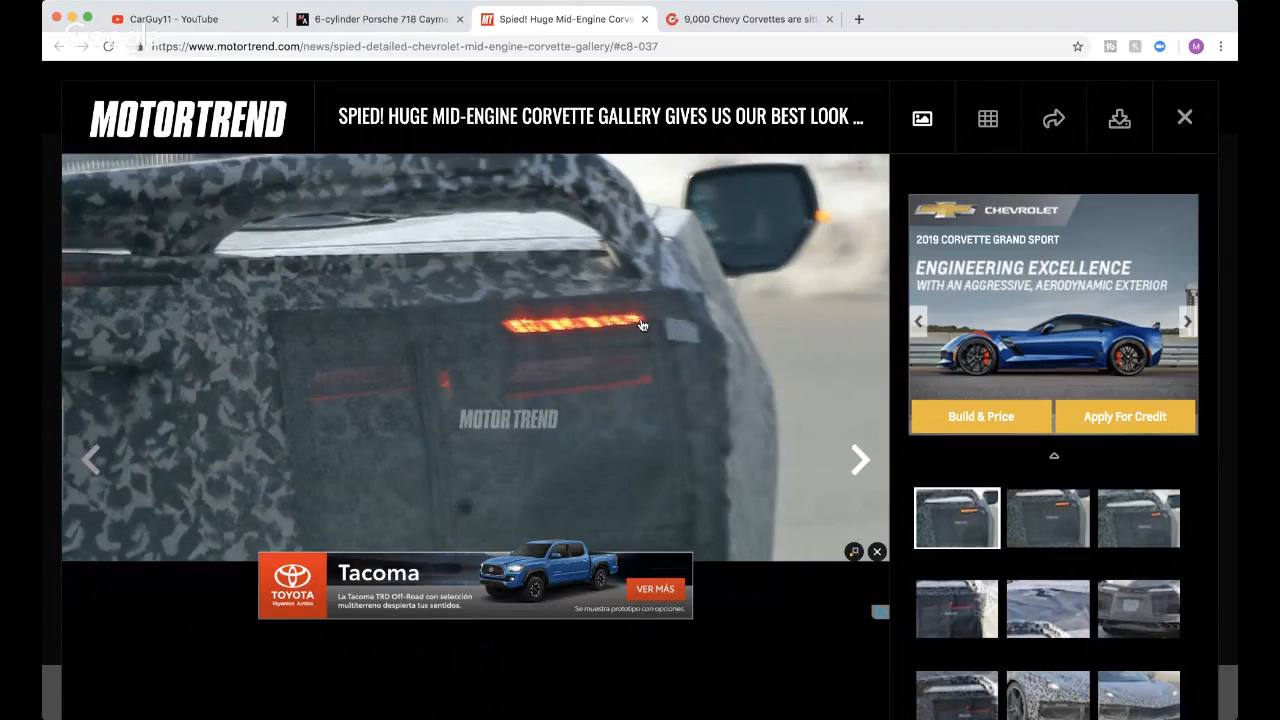 CarGuy11 - YouTube
6-cylinder Porsche 718 Cayma
Spied! Huge Mid-Engine Corve
9,000 Chevy Corvettes are sitt
Google
https://www.motortrend.com/news/spied-detailed-chevrolet-mid-engine-corvette-gallery/#c8-037
M
MOTORTREND
SPIED! HUGE MID-ENGINE CORVETTE GALLERY GIVES US OUR BEST LOOK ...
CHEVROLET
2019 CORVETTE GRAND SPORT
ENGINEERING EXCELLENCE
WITH AN AGGRESSIVE, AERODYNAMIC EXTERIOR
Build & Price
Apply For Credit
MOTOR TREND
TOYOTA
Vayamos Juntos
Tacoma
La Tacoma TRD Off-Road con selección
multiterreno despierta tus sentidos.
VER MÁS
Se muestra prototipo con opciones.